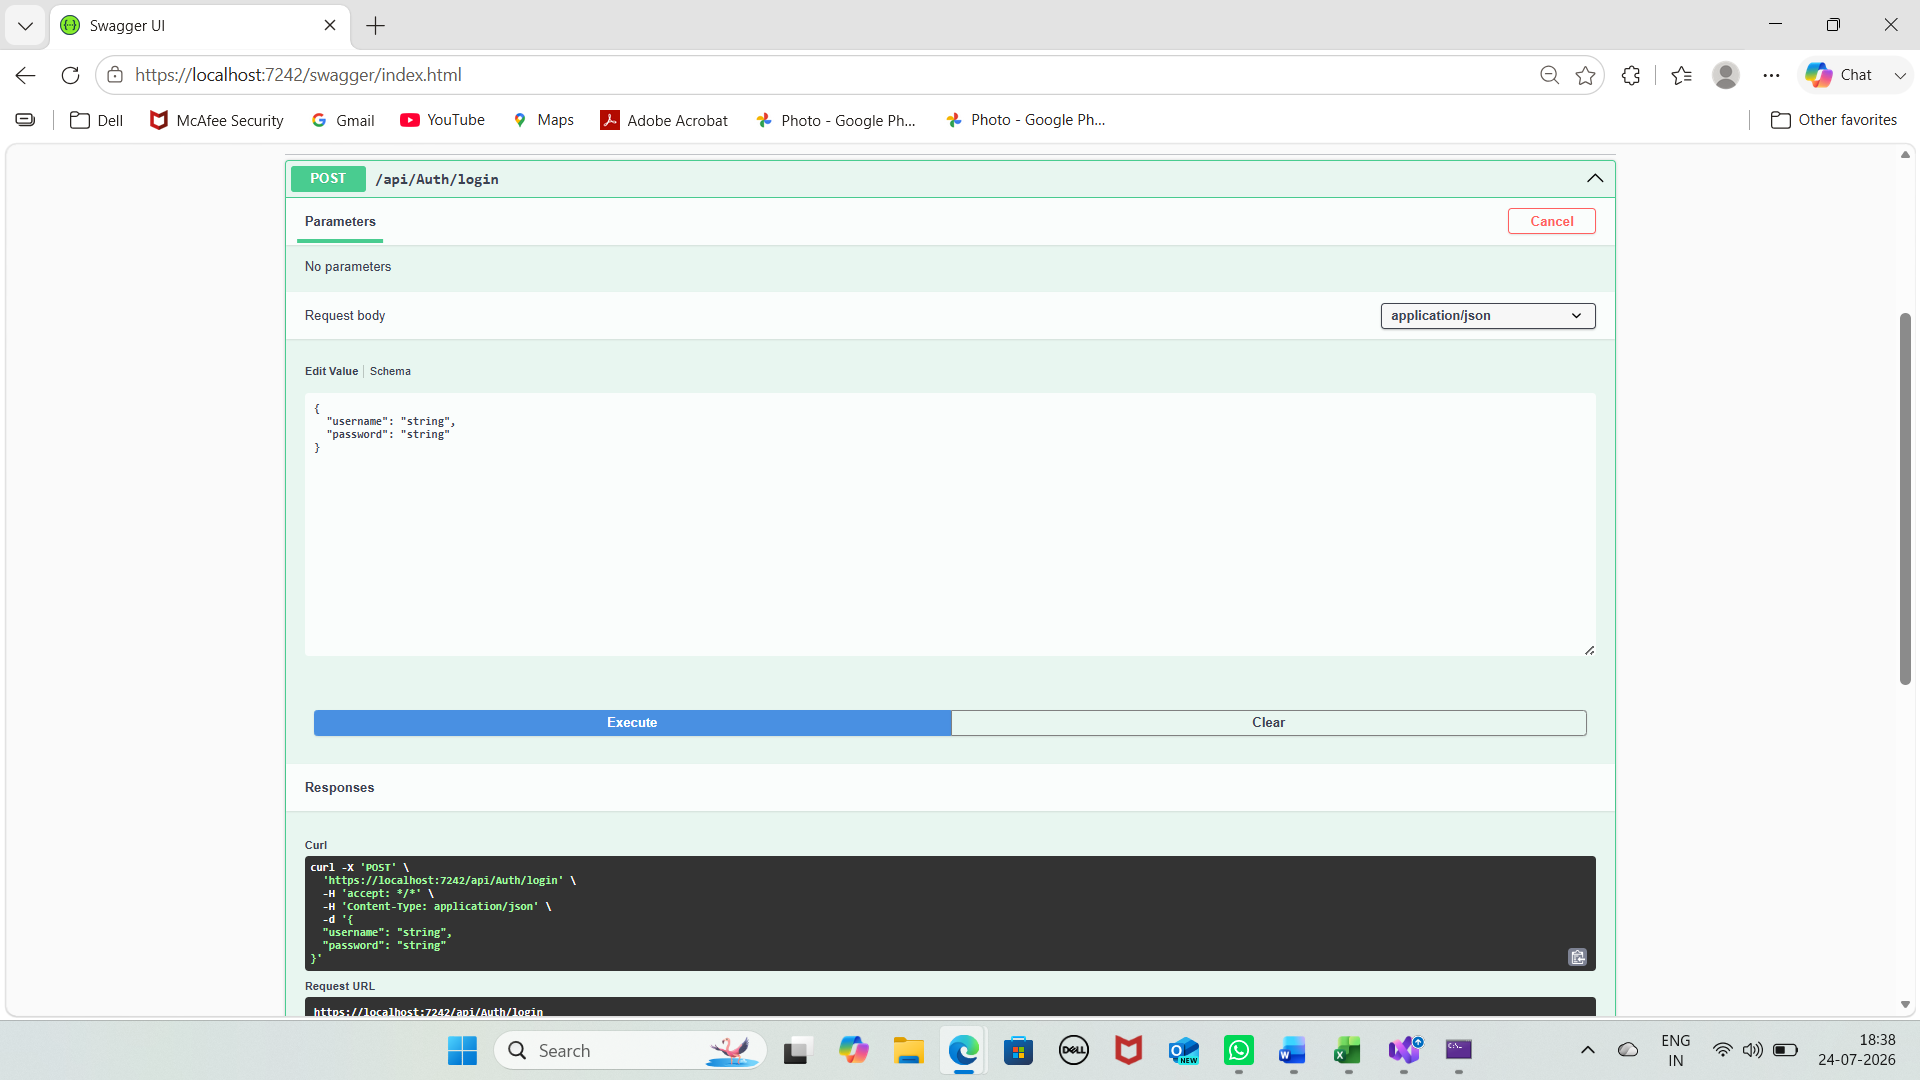 Swagger UI
https://localhost:7242/swagger/index.html
Chat
Dell
McAfee Security
Gmail
YouTube
Maps
Adobe Acrobat
Photo - Google Ph...
Photo - Google Ph...
Other favorites
POST /api/Auth/login
Parameters
Cancel
No parameters
Request body
application/json
Edit Value | Schema
{
"username": "string",
"password": "string"
}
Execute
Clear
Responses
Curl
curl -X 'POST' \
'https://localhost:7242/api/Auth/login' \
-H 'accept: */*' \
-H 'Content-Type: application/json' \
-d '{
"username": "string",
"password": "string"
}'
Request URL
https://localhost:7242/api/Auth/login
Search
DELL
NEW
ENG
IN
18:38
24-07-2026